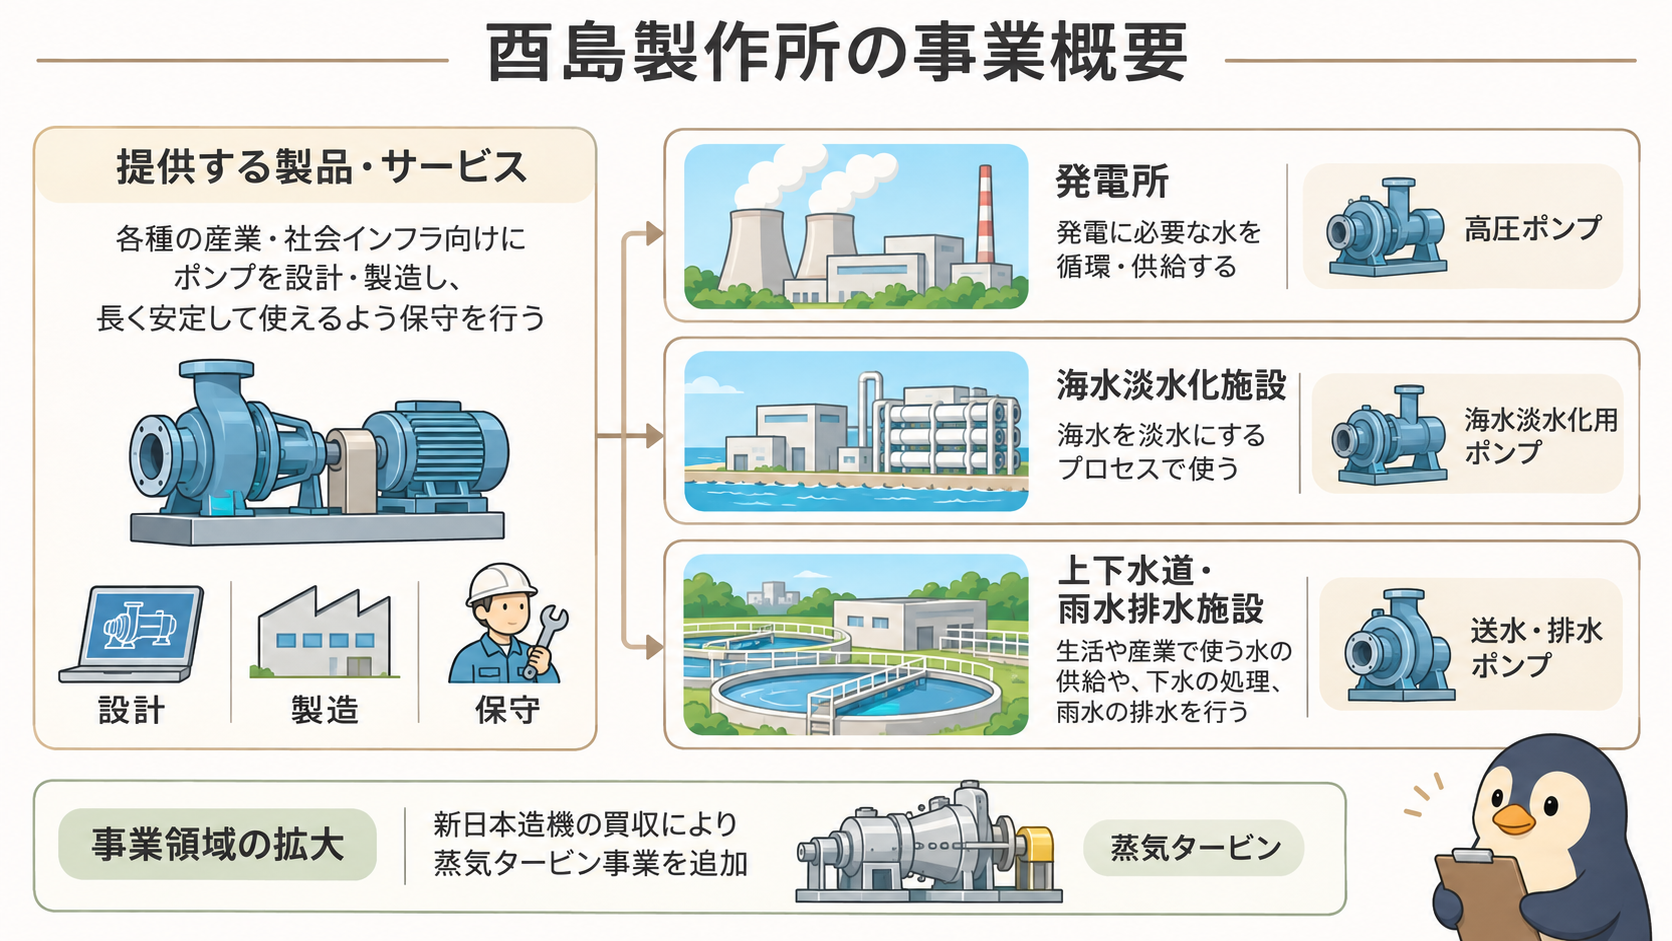 酉島製作所の事業概要
提供する製品・サービス
各種の産業・社会インフラ向けに
ポンプを設計・製造し、
長く安定して使えるよう保守を行う
設計
製造
保守
発電所
発電に必要な水を
循環・供給する
高圧ポンプ
海水淡水化施設
海水を淡水にする
プロセスで使う
海水淡水化用
ポンプ
上下水道・
雨水排水施設
生活や産業で使う水の
供給や、下水の処理、
雨水の排水を行う
送水・排水
ポンプ
事業領域の拡大
新日本造機の買収により
蒸気タービン事業を追加
蒸気タービン